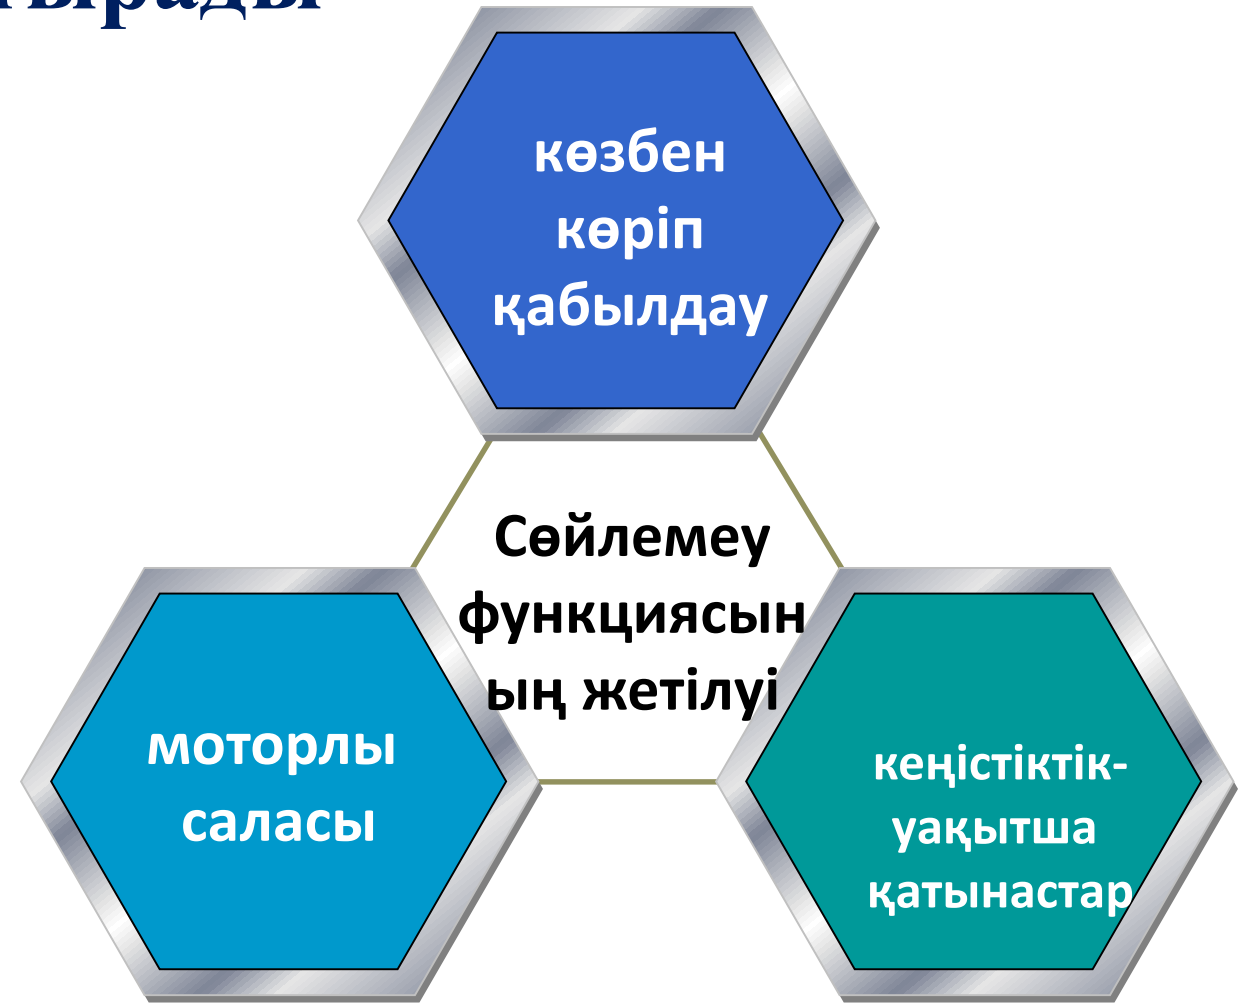 көзбен
көріп
қабылдау
Сөйлемеу
функциясын
ың жетілуі
моторлы
саласы
кеңістіктік-
уақытша
қатынастар